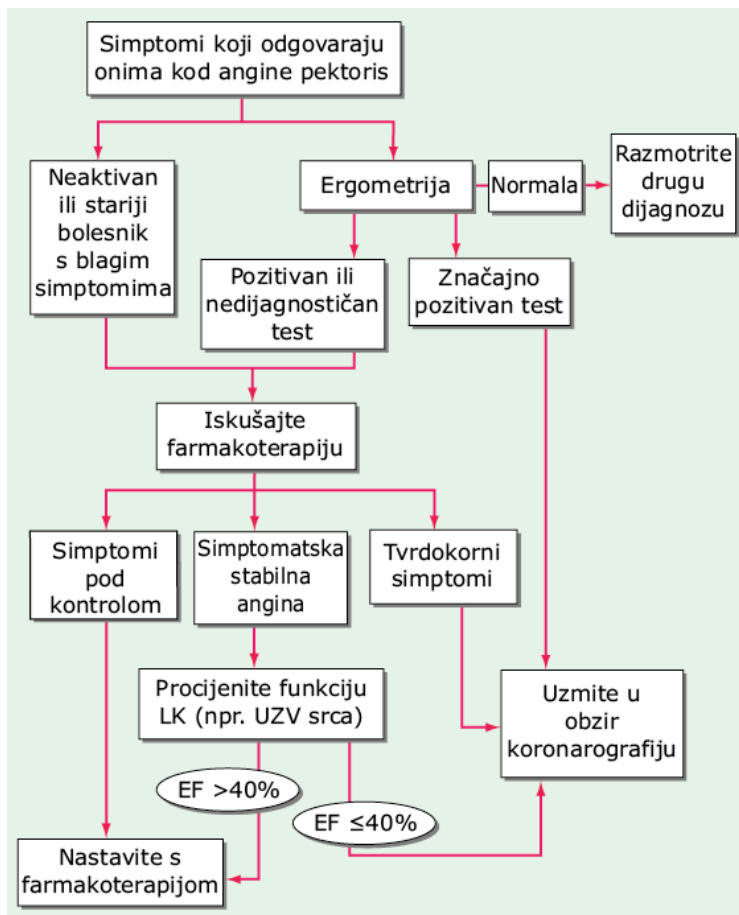 Simptomi koji odgovaraju
onima kod angine pektoris
Neaktivan
ili stariji
bolesnik
s blagim
simptomima
Ergometrija
Normala
Razmotrite
drugu
dijagnozu
Pozitivan ili
nedijagnostičan
test
Značajno
pozitivan test
Iskušajte
farmakoterapiju
Simptomi
pod
kontrolom
Simptomatska
stabilna
angina
Tvrdokorni
simptomi
Procijenite funkciju
LK (npr. UZV srca)
Uzmite u
obzir
koronarografiju
EF >40%
EF ≤40%
Nastavite s
farmakoterapijom